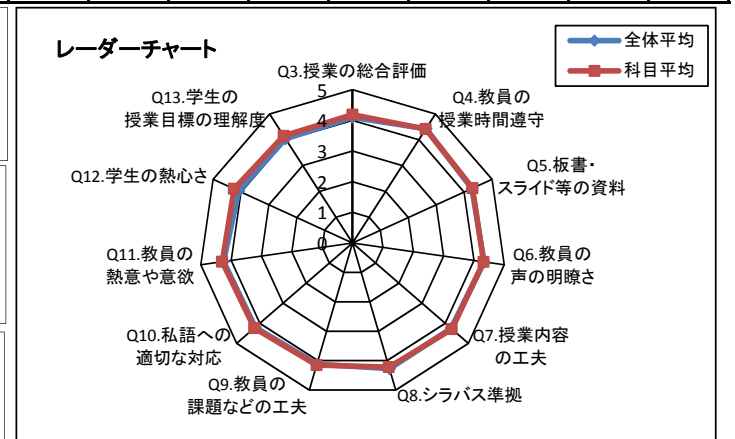 レーダーチャート
全体平均
科目平均
Q3.授業の総合評価
Q4.教員の
授業時間遵守
Q5.板書・
スライド等の資料
Q6.教員の
声の明瞭さ
Q7.授業内容
の工夫
Q8.シラバス準拠
Q9.教員の
課題などの工夫
Q10.私語への
適切な対応
Q11.教員の
熱意や意欲
Q12.学生の熱心さ
Q13.学生の
授業目標の理解度
5
4
3
2
1
0